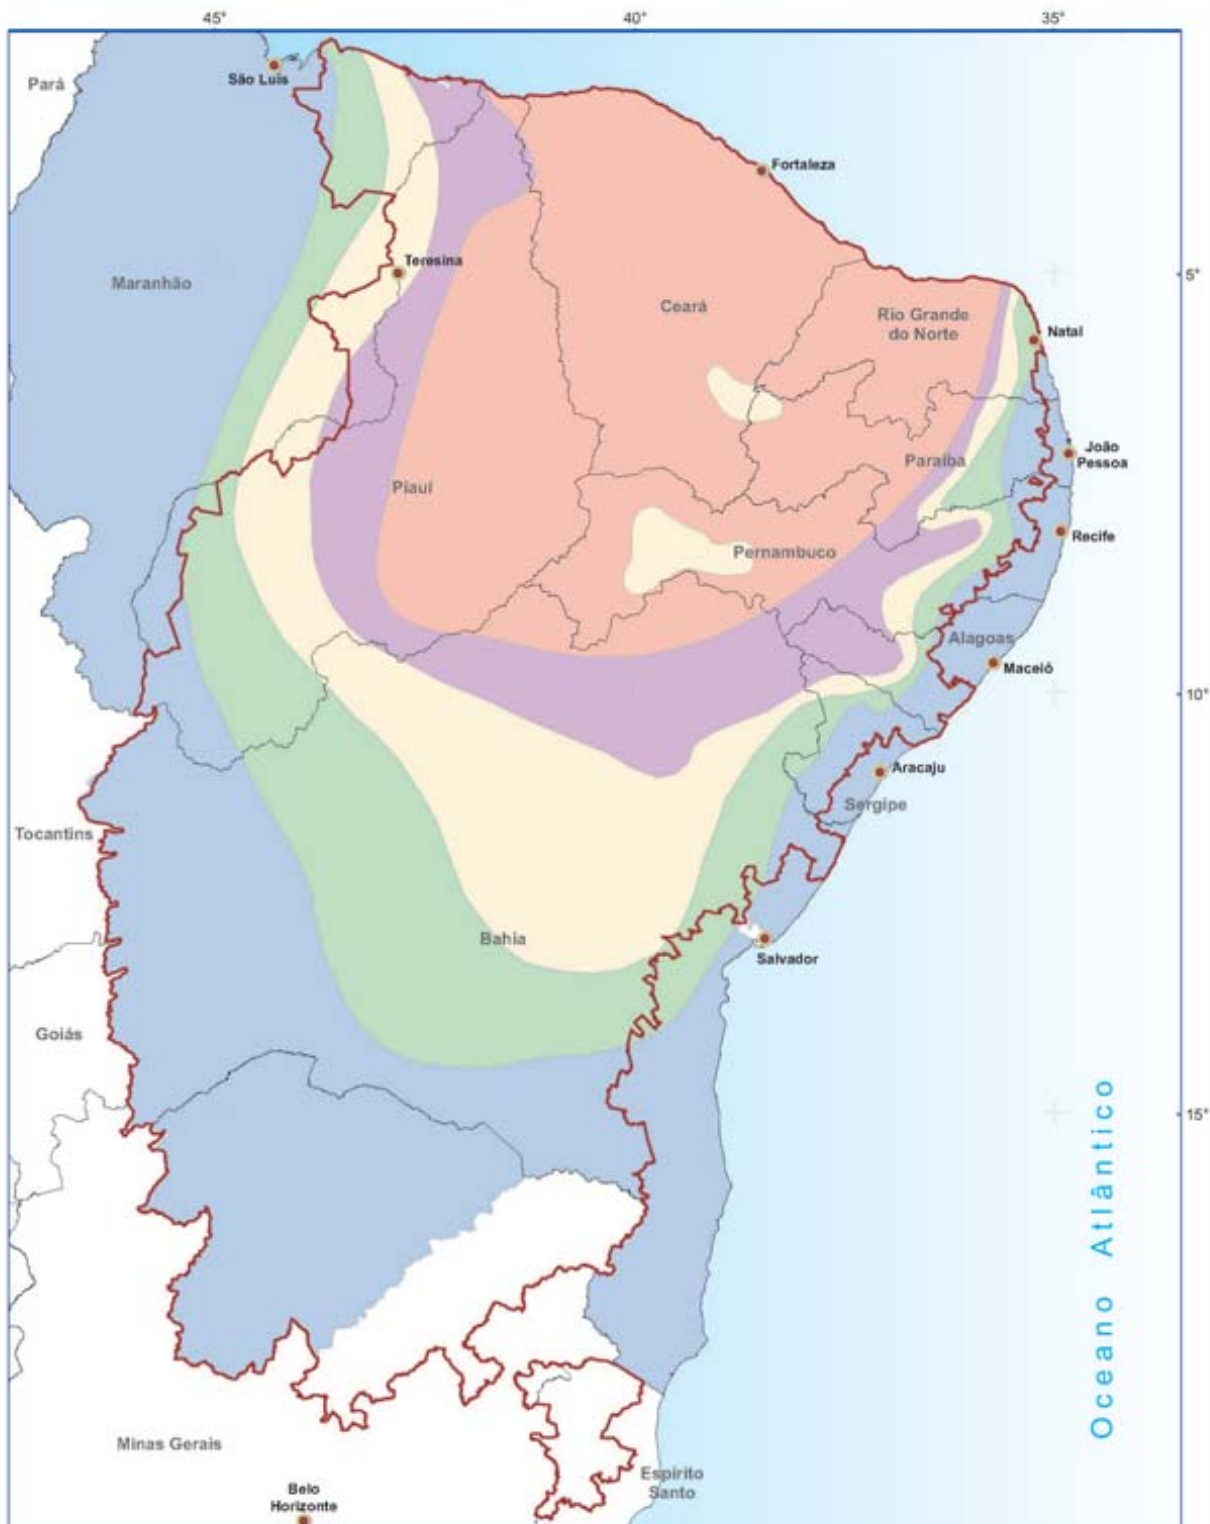 45°
40°
35°
São Luís
Pará
Fortaleza
Teresina
5°
Maranhão
Ceará
Rio Grande
do Norte
Natal
João
Pessoa
Paraíba
Piauí
Recife
Pernambuco
Alagoas
Maceió
10°
Aracaju
Sergipe
Tocantins
Bahia
Salvador
Goiás
15°
Oceano Atlântico
Minas Gerais
Espírito
Santo
Belo
Horizonte